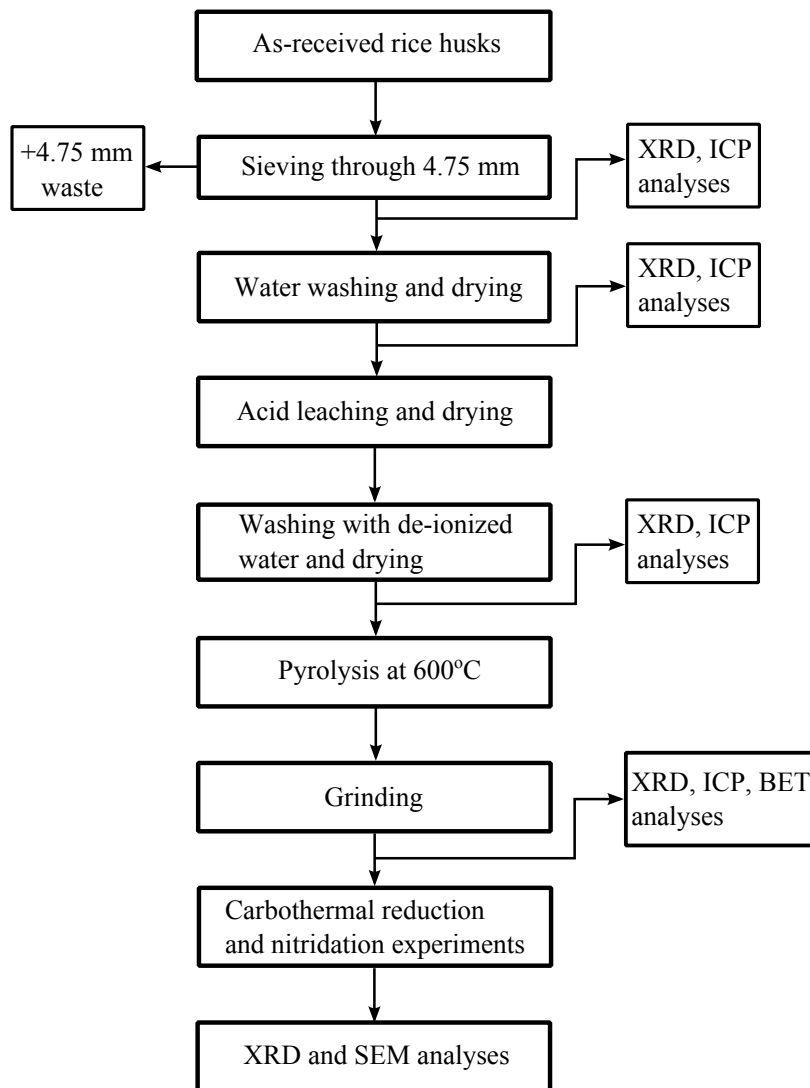 As-received rice husks
+4.75 mm
waste
Sieving through 4.75 mm
XRD, ICP
analyses
Water washing and drying
XRD, ICP
analyses
Acid leaching and drying
Washing with de-ionized
water and drying
XRD, ICP
analyses
Pyrolysis at 600°C
Grinding
XRD, ICP, BET
analyses
Carbothermal reduction
and nitridation experiments
XRD and SEM analyses